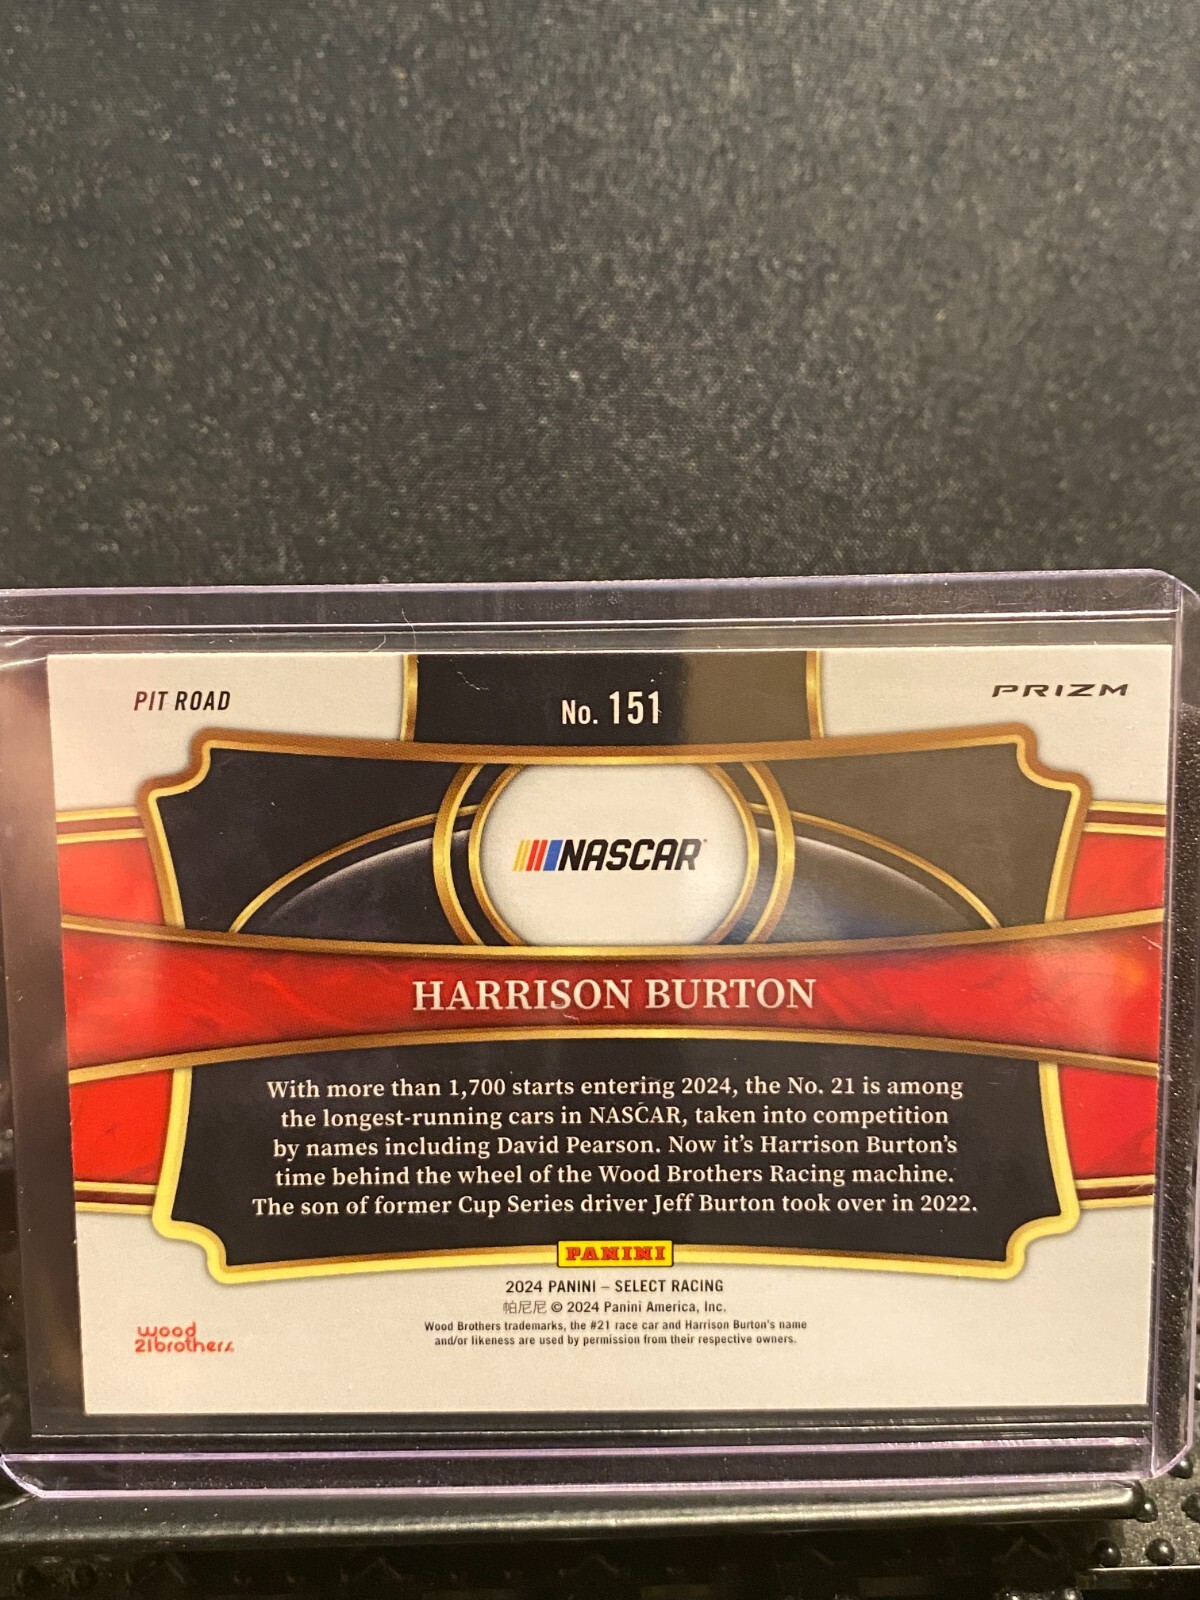 PIT ROAD
No. 151
PRIZM
NASCAR
HARRISON BURTON
With more than 1,700 starts entering 2024, the No. 21 is among
the longest-running cars in NASCAR, taken into competition
by names including David Pearson. Now it's Harrison Burton's
time behind the wheel of the Wood Brothers Racing machine.
The son of former Cup Series driver Jeff Burton took over in 2022.
PANINI
2024 PANINI – SELECT RACING
帕尼尼 © 2024 Panini America, Inc.
Wood Brothers trademarks, the #21 race car and Harrison Burton's name
and/or likeness are used by permission from their respective owners.
wood
21brothers